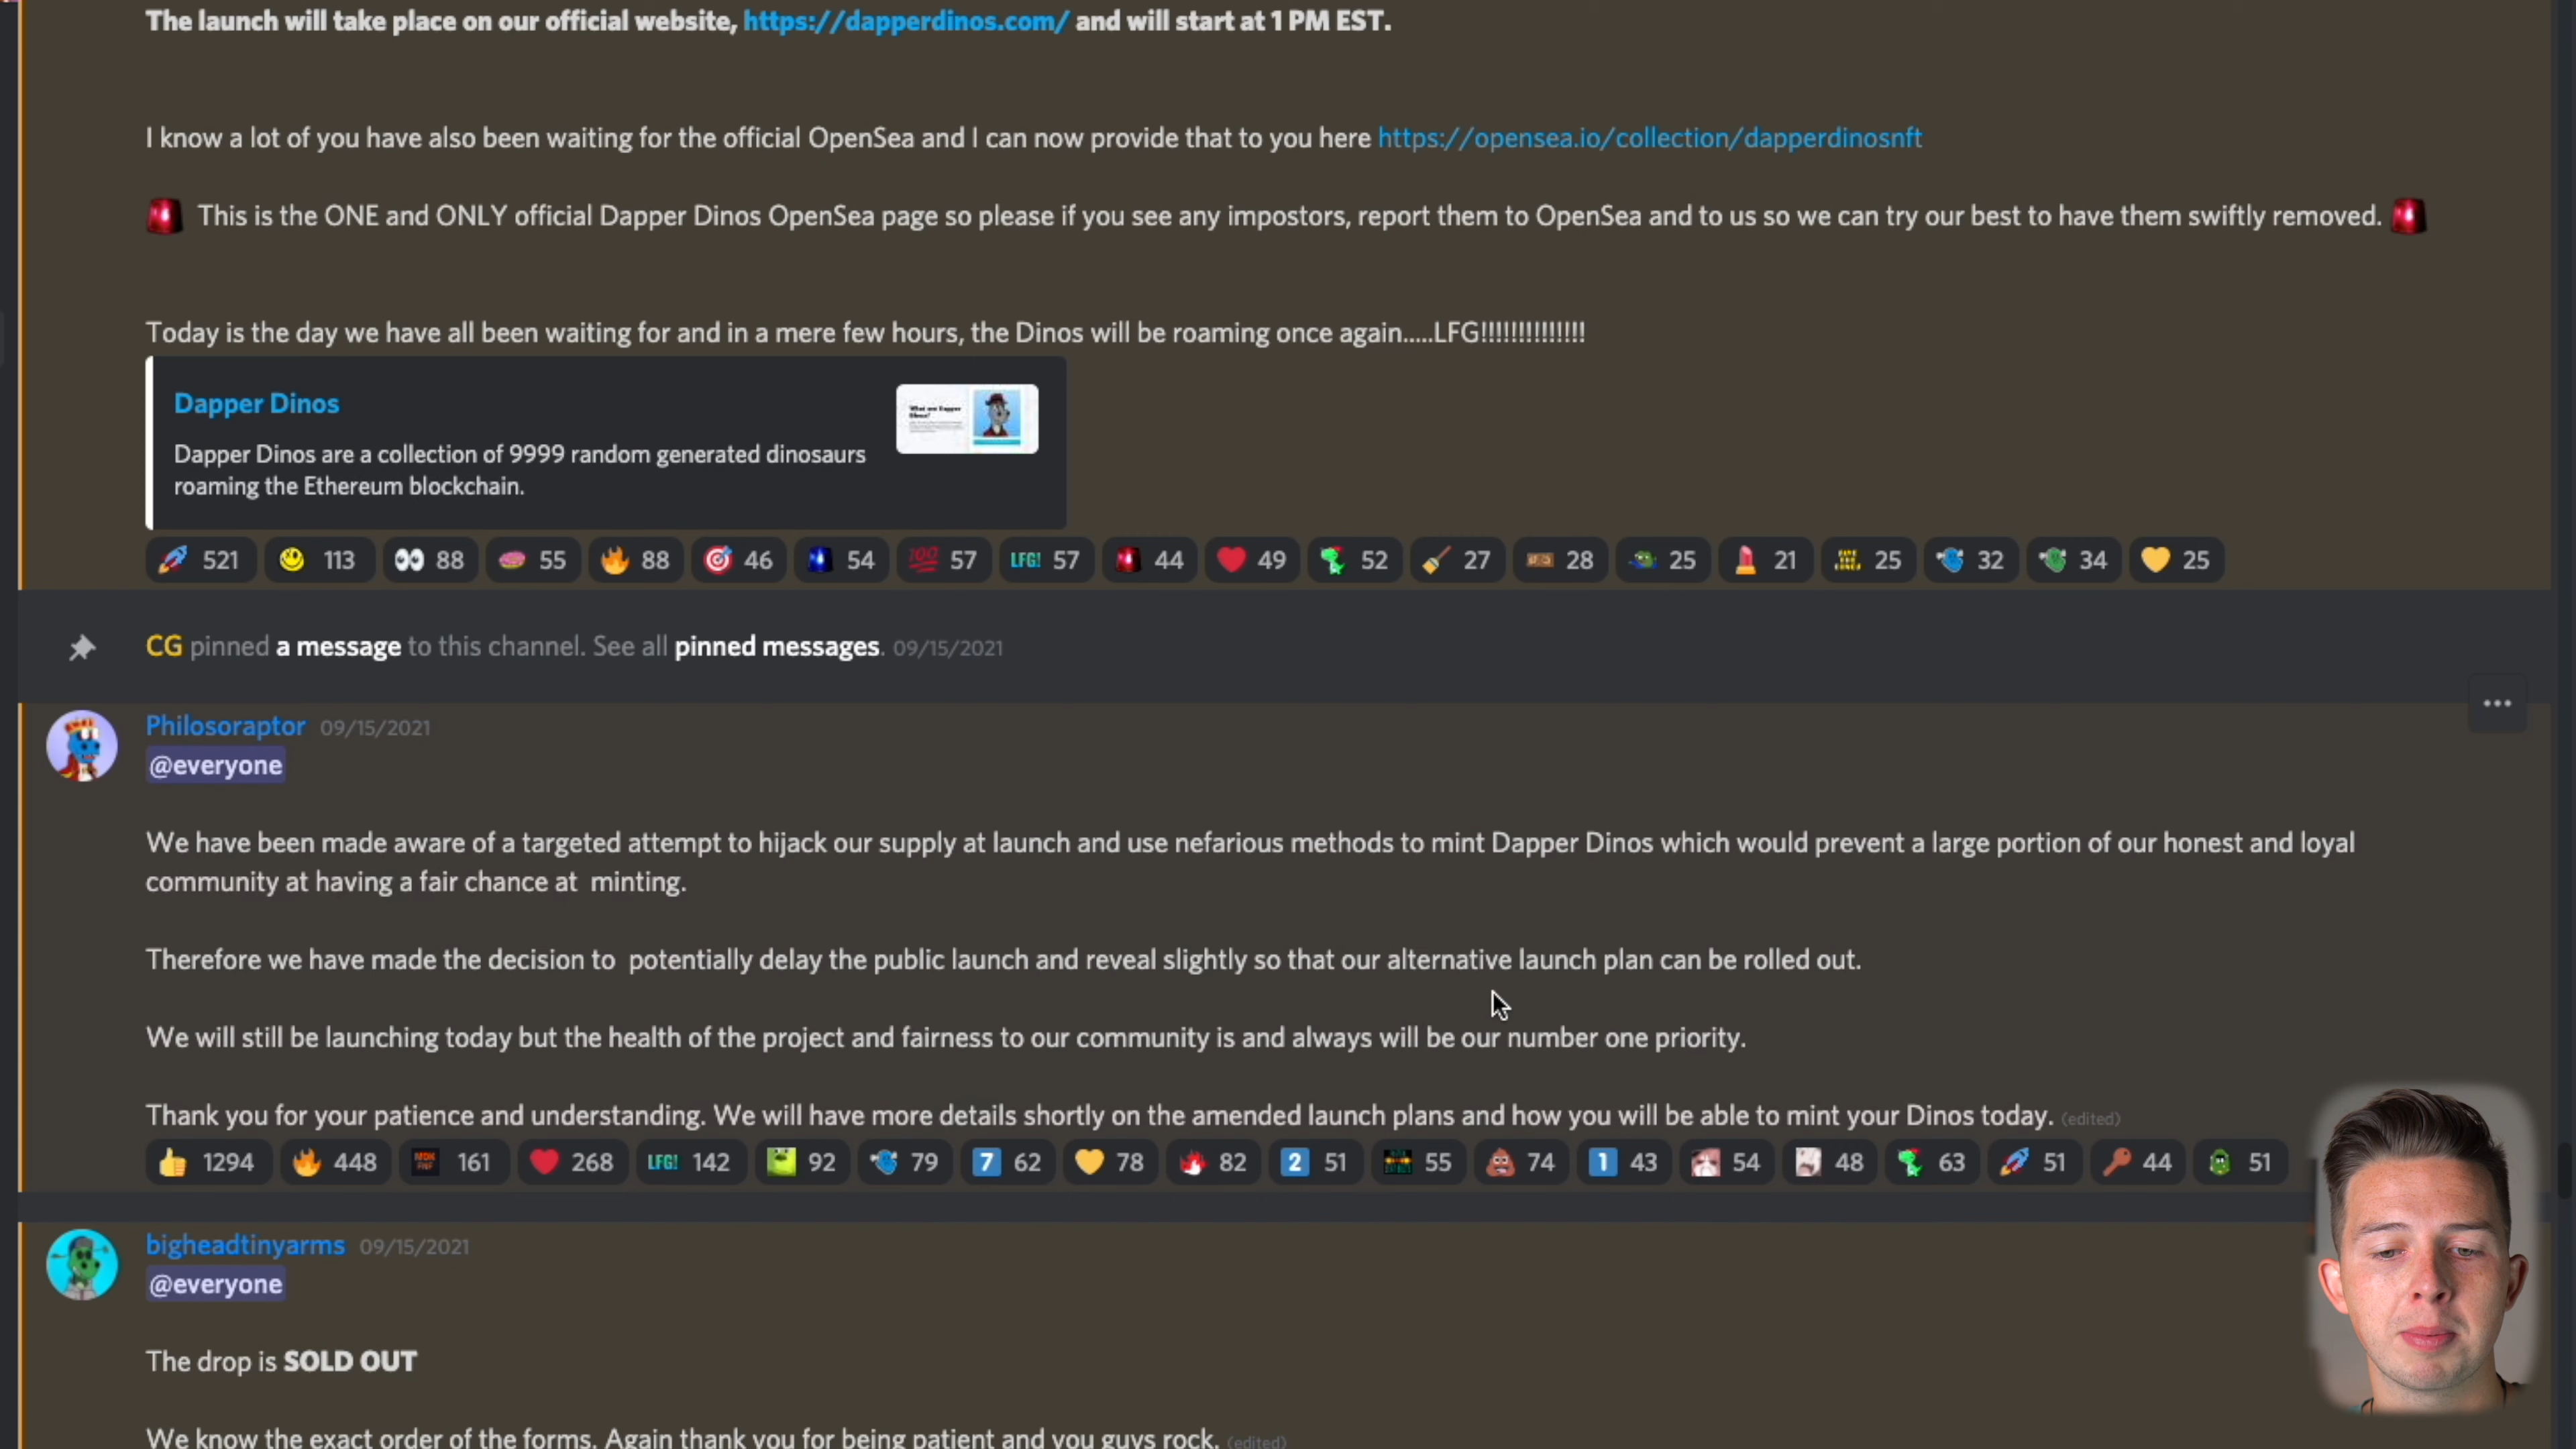 The launch will take place on our official website, https://dapperdinos.com/ and will start at 1 PM EST.
I know a lot of you have also been waiting for the official OpenSea and I can now provide that to you here https://opensea.io/collection/dapperdinosnft
This is the ONE and ONLY official Dapper Dinos OpenSea page so please if you see any impostors, report them to OpenSea and to us so we can try our best to have them swiftly removed.
Today is the day we have all been waiting for and in a mere few hours, the Dinos will be roaming once again.....LFG!!!!!!!!!!!!!!
Dapper Dinos
Dapper Dinos are a collection of 9999 random generated dinosaurs
roaming the Ethereum blockchain.
521 113 88 55 88 46 54 100 57 LFG! 57 44 49 52 27 28 25 21 25 32 34 25
CG pinned a message to this channel. See all pinned messages. 09/15/2021
Philosoraptor 09/15/2021
@everyone
We have been made aware of a targeted attempt to hijack our supply at launch and use nefarious methods to mint Dapper Dinos which would prevent a large portion of our honest and loyal
community at having a fair chance at minting.
Therefore we have made the decision to potentially delay the public launch and reveal slightly so that our alternative launch plan can be rolled out.
We will still be launching today but the health of the project and fairness to our community is and always will be our number one priority.
Thank you for your patience and understanding. We will have more details shortly on the amended launch plans and how you will be able to mint your Dinos today. (edited)
1294 448 161 268 LFG! 142 92 79 7 62 78 82 2 51 55 74 1 43 54 48 63 51 44 51
bigheadtinyarms 09/15/2021
@everyone
The drop is SOLD OUT
We know the exact order of the forms. Again thank you for being patient and you guys rock. (edited)